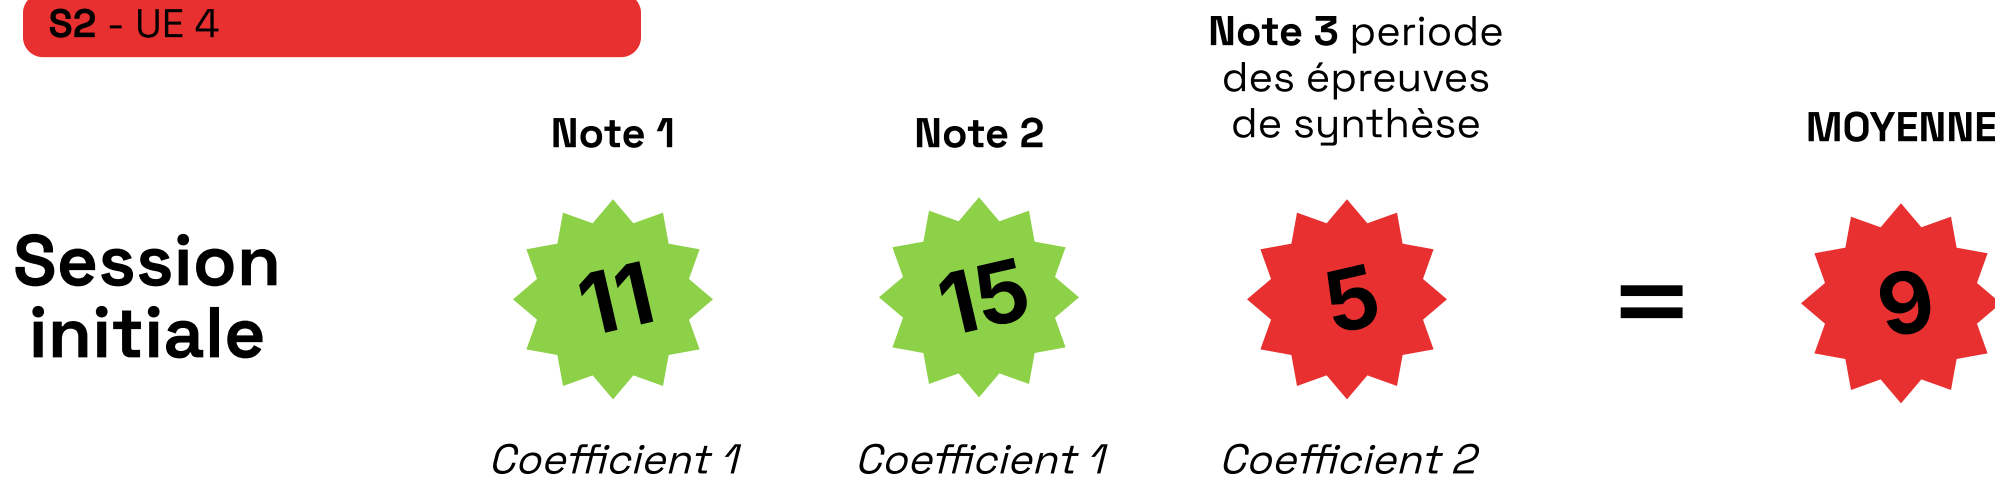 S2 - UE 4
Note 1
Note 2
Note 3 periode
des épreuves
de synthèse
MOYENNE
Session
initiale
11
15
5
=
9
Coefficient 1
Coefficient 1
Coefficient 2